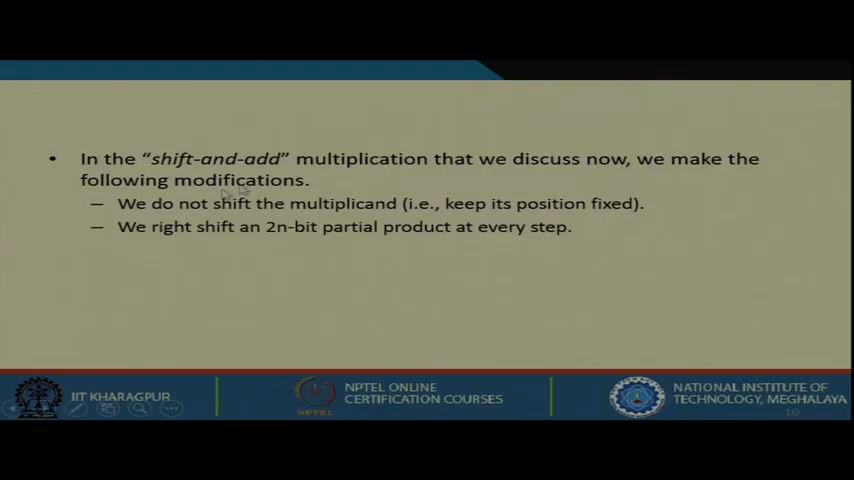 • In the “shift-and-add” multiplication that we discuss now, we make the
following modifications.
– We do not shift the multiplicand (i.e., keep its position fixed).
– We right shift an 2n-bit partial product at every step.
IIT KHARAGPUR
NPTEL
NPTEL ONLINE
CERTIFICATION COURSES
NATIONAL INSTITUTE OF
TECHNOLOGY, MEGHALAYA
10